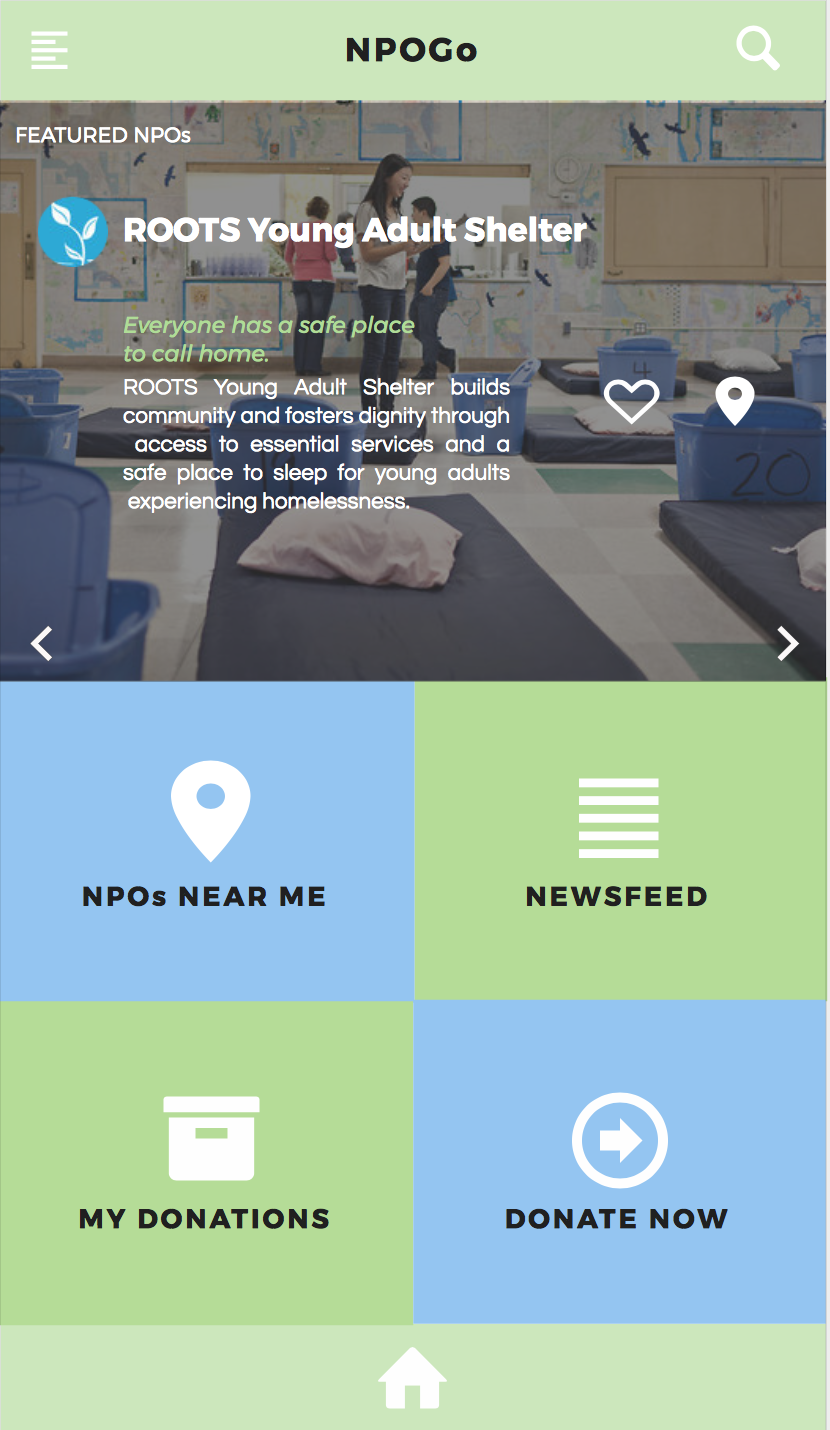 NPOGo
FEATURED NPOs
ROOTS Young Adult Shelter
Everyone has a safe place
to call home.
ROOTS Young Adult Shelter builds
community and fosters dignity through
access to essential services and a
safe place to sleep for young adults
experiencing homelessness.
4
20
NPOs NEAR ME
NEWSFEED
MY DONATIONS
DONATE NOW